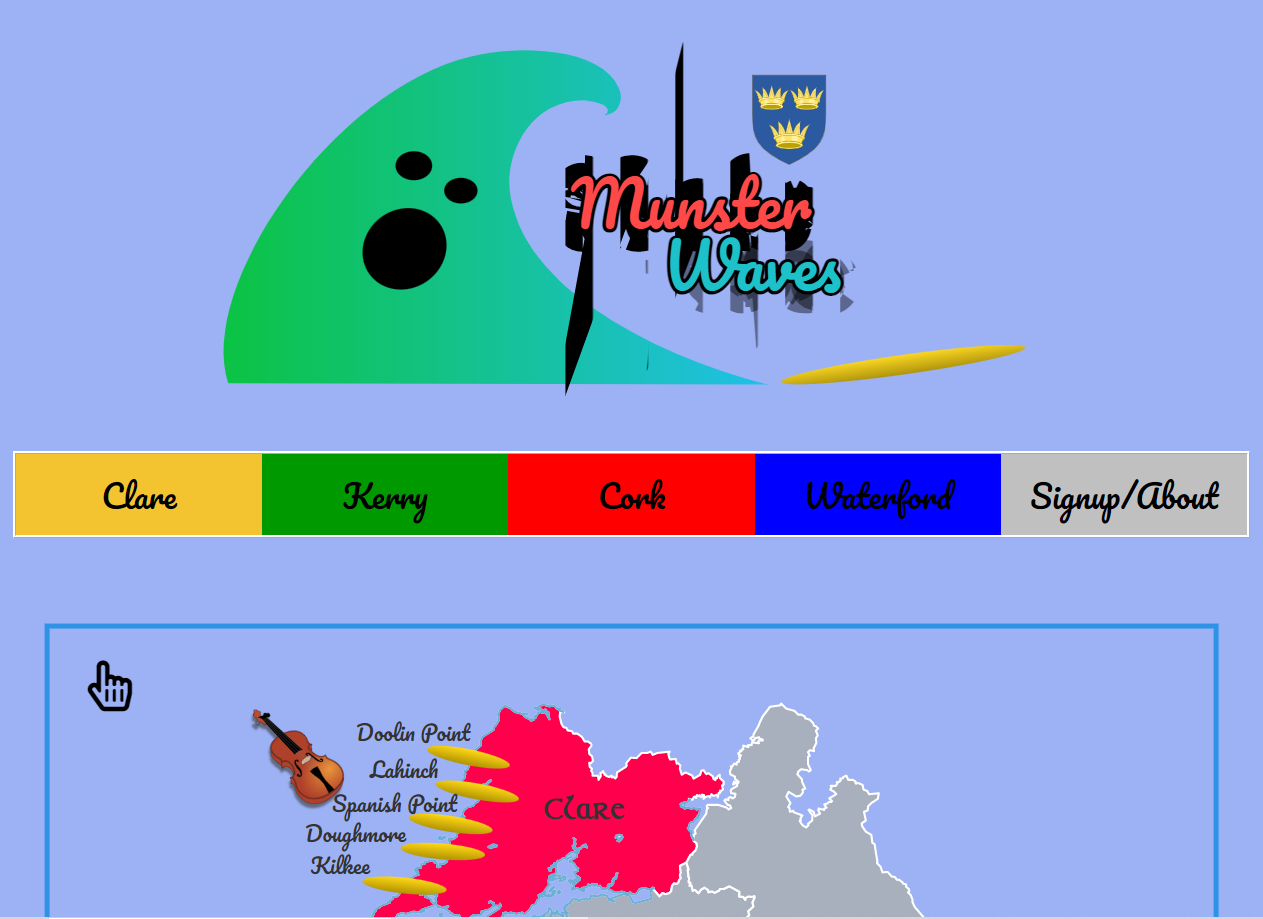 Munster
Waves
Clare
Kerry
Cork
Waterford
Signup/About
Doolin Point
Lahinch
Spanish Point
Doughmore
Kilkee
Clare